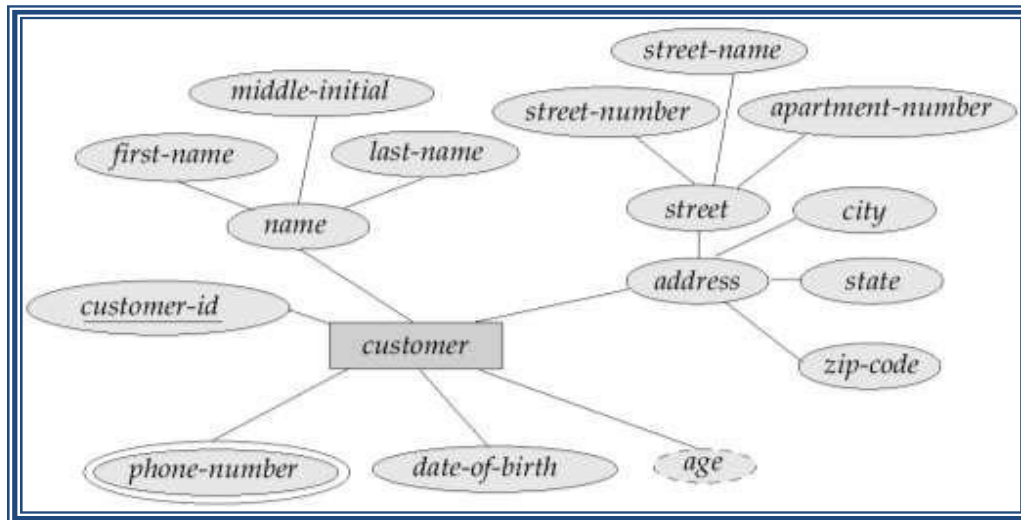 street-name
middle-initial
street-number
apartment-number
first-name
last-name
name
street
city
customer-id
address
state
customer
zip-code
phone-number
date-of-birth
age